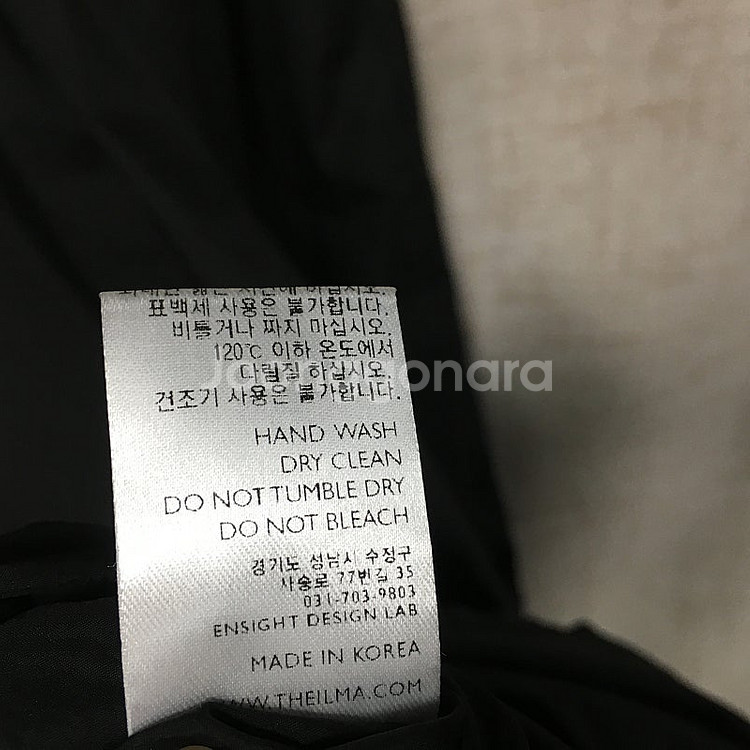 표백제 사용은 불가합니다.
비틀거나 짜지 마십시오.
120℃ 이하 온도에서
다림질 하십시오.
건조기 사용은 불가합니다.
HAND WASH
DRY CLEAN
DO NOT TUMBLE DRY
DO NOT BLEACH
경기도 성남시 수정구
사송로 77번길 35
031-703-9803
ENSIGHT DESIGN LAB
MADE IN KOREA
WWW.THEILMA.COM